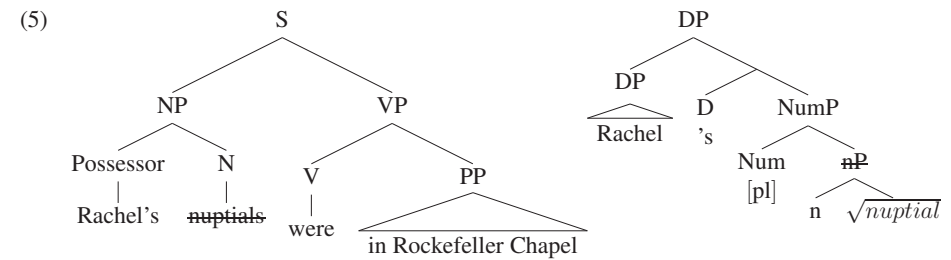 (5) S DP
DP
NP VP D NumP
's
Rachel
Possessor N V PP Num nP
[pl]
Rachel's nuptials were n √nuptial
in Rockefeller Chapel